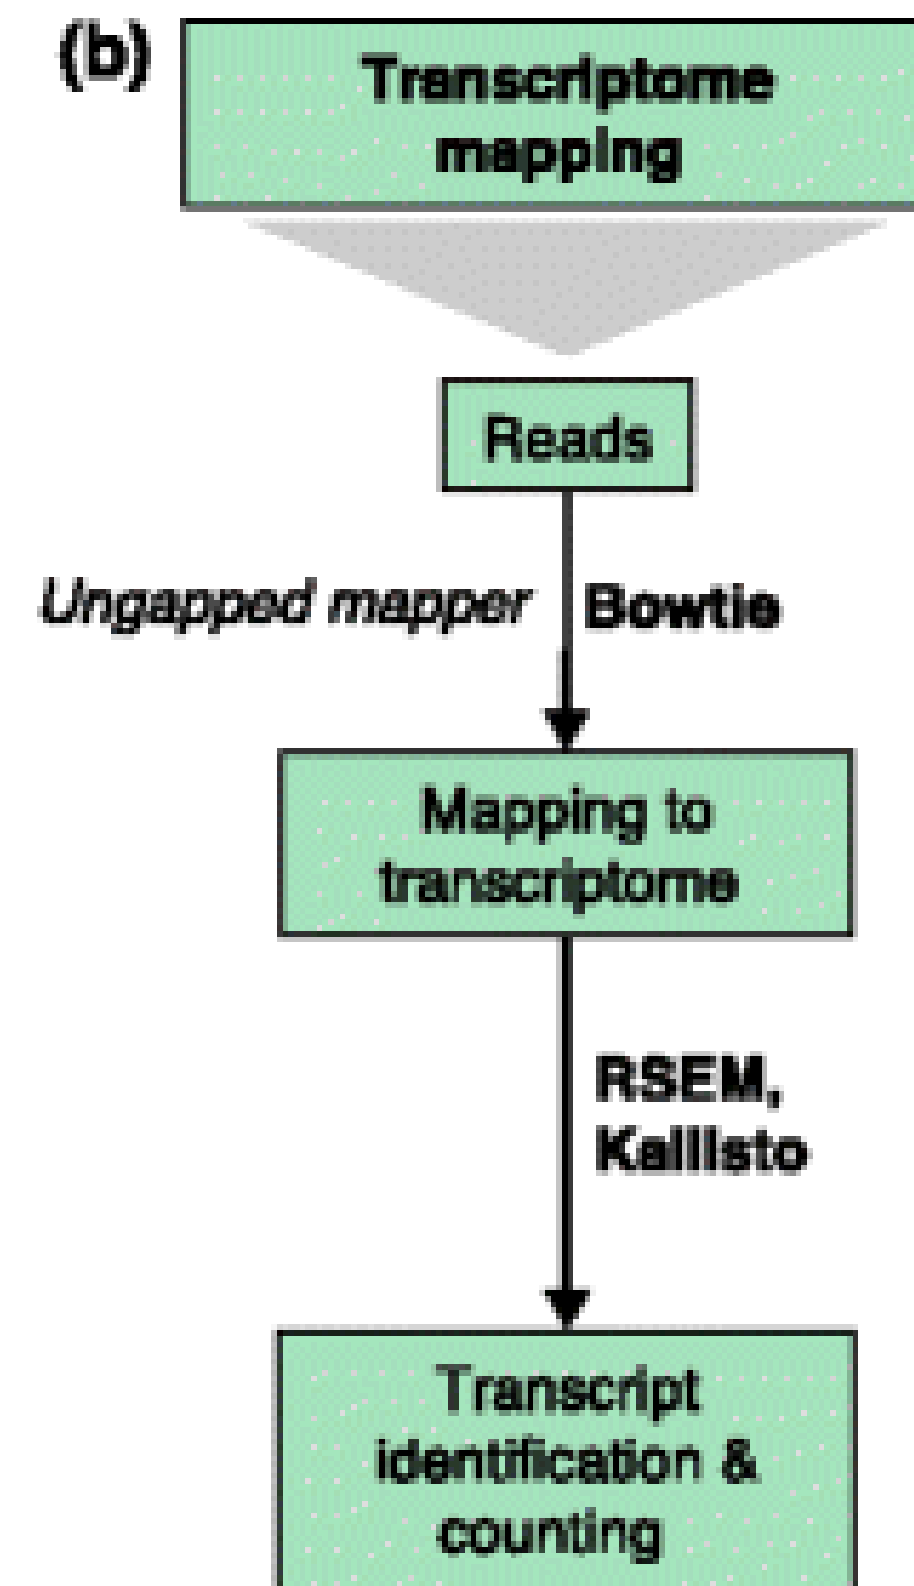 (b)
Transcriptome
mapping
Reads
Ungapped mapper
Bowtie
Mapping to
transcriptome
RSEM,
Kallisto
Transcript
identification &
counting